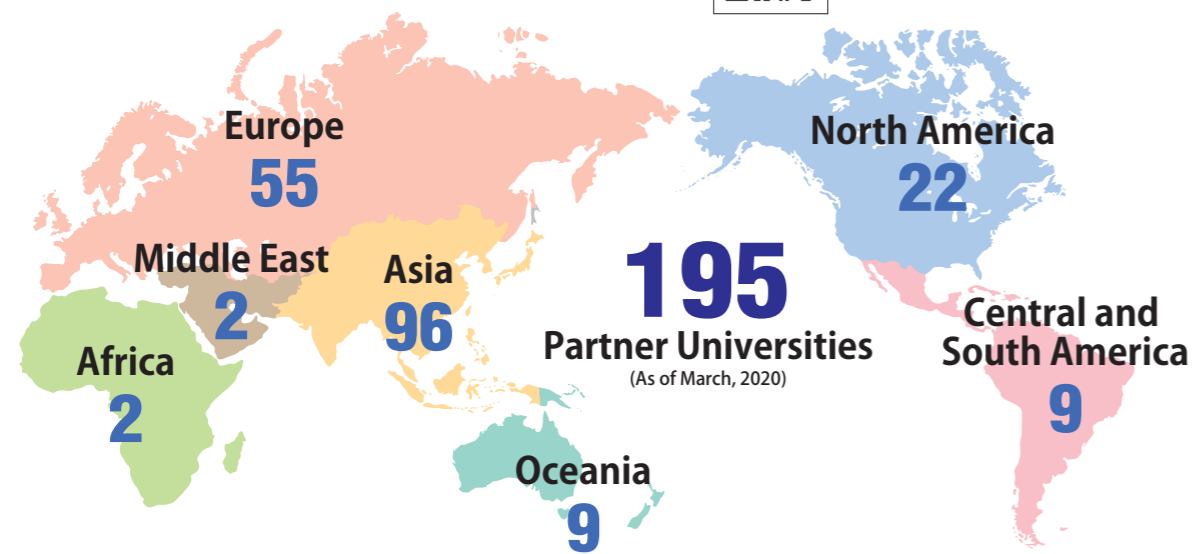 Europe
55
North America
22
Middle East
2
Asia
96
195
Partner Universities
(As of March, 2020)
Central and
South America
9
Africa
2
Oceania
9